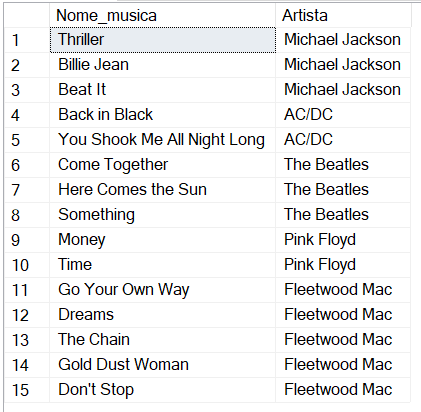 Nome_musica Artista
1 Thriller Michael Jackson
2 Billie Jean Michael Jackson
3 Beat It Michael Jackson
4 Back in Black AC/DC
5 You Shook Me All Night Long AC/DC
6 Come Together The Beatles
7 Here Comes the Sun The Beatles
8 Something The Beatles
9 Money Pink Floyd
10 Time Pink Floyd
11 Go Your Own Way Fleetwood Mac
12 Dreams Fleetwood Mac
13 The Chain Fleetwood Mac
14 Gold Dust Woman Fleetwood Mac
15 Don't Stop Fleetwood Mac